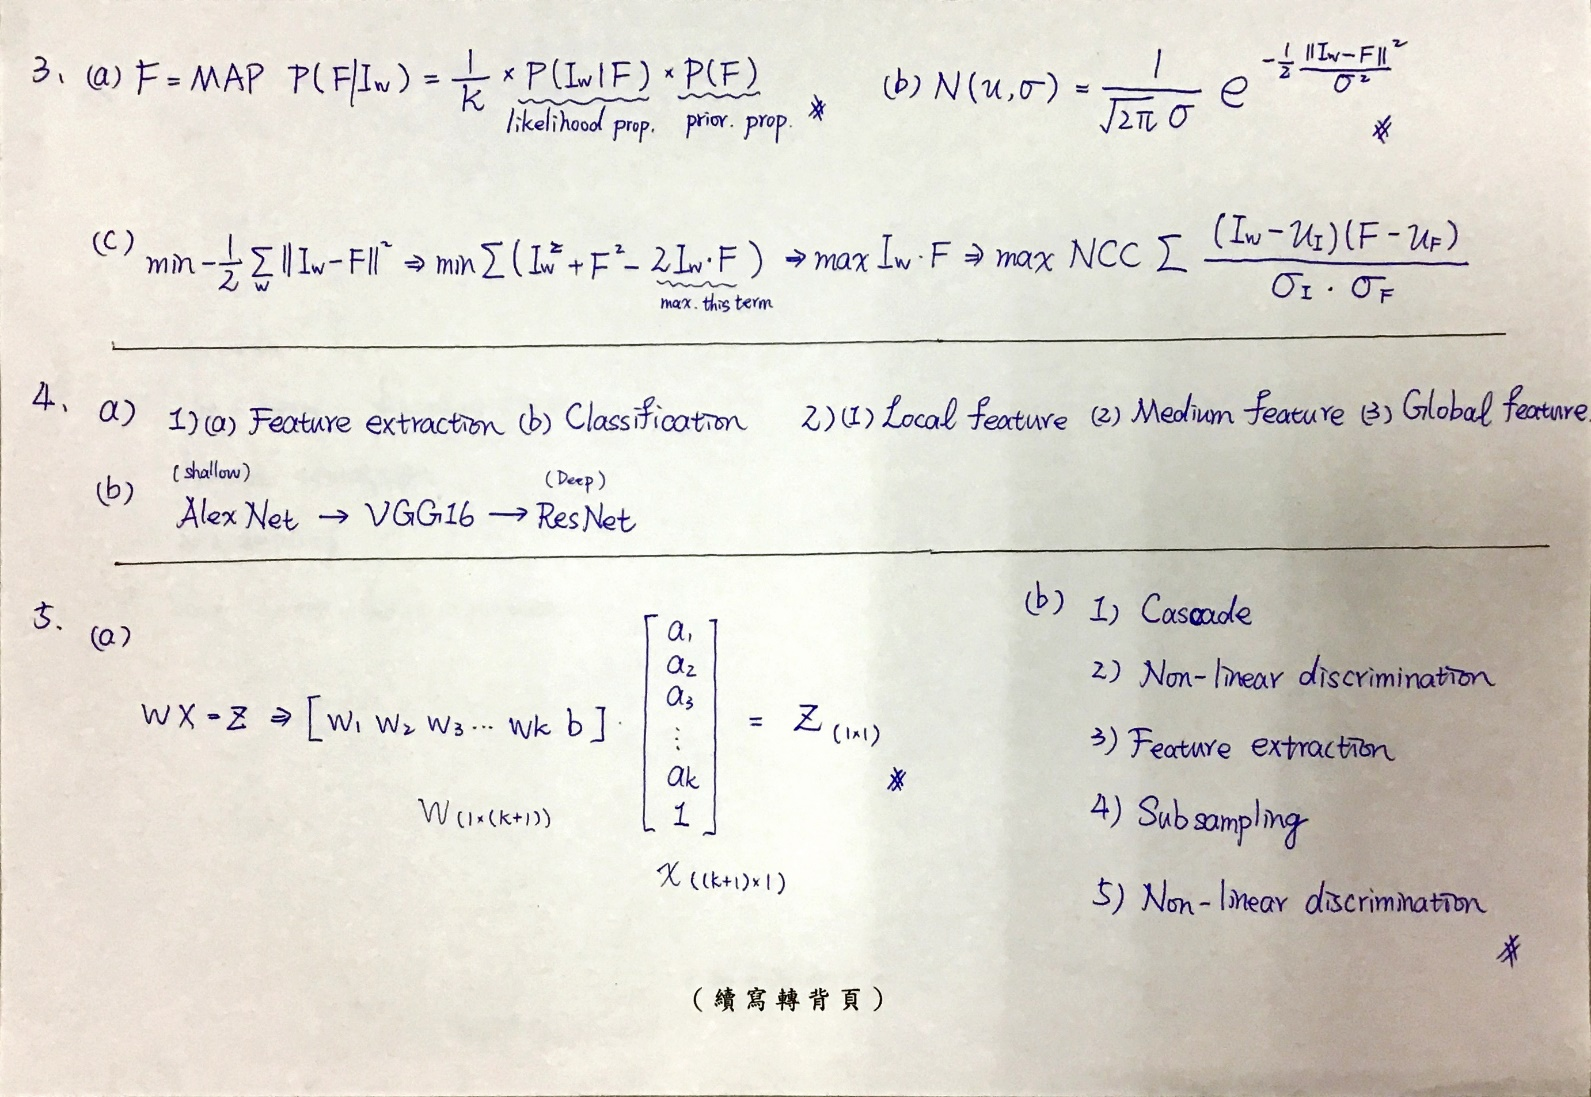 3. (a) F = MAP P(F|Iw) = 1/k × P(Iw|F) × P(F)
likelihood prop. prior. prop.
(b) N(u,σ) = 1/(√2π σ) e^(-1/2 ||Iw-F||²/σ²)
(c) min -1/2 Σw ||Iw-F||² ⇒ min Σ(Iw² + F² - 2Iw·F) ⇒ max Iw·F ⇒ max NCC Σ (Iw-uI)(F-uF)/(σI·σF)
max. this term
4. a) 1)(a) Feature extraction (b) Classification 2)(1) Local feature (2) Medium feature (3) Global feature
(shallow) (Deep)
(b) AlexNet → VGG16 → ResNet
5. (a)
WX = Z ⇒ [w1 w2 w3 ... wk b] · [a1 a2 a3 ⋮ ak 1] = Z(1×1)
W(1×(k+1))
X((k+1)×1)
(b) 1) Cascade
2) Non-linear discrimination
3) Feature extraction
4) Subsampling
5) Non-linear discrimination
(續寫轉背頁)